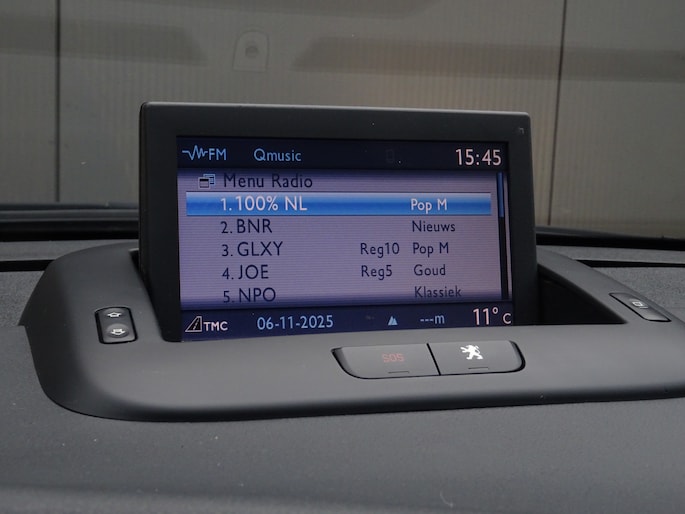 FM Qmusic 15:45
Menu Radio
1. 100% NL Pop M
2. BNR Nieuws
3. GLXY Reg10 Pop M
4. JOE Reg5 Goud
5. NPO Klassiek
TMC 06-11-2025 ---m 11° C
SOS